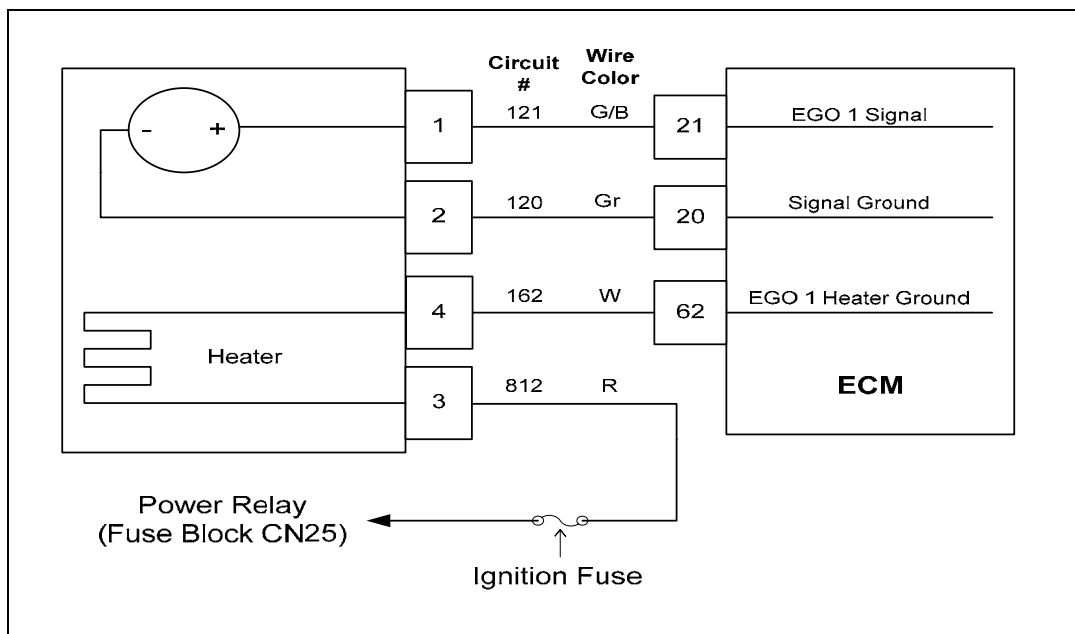 Circuit #
Wire Color
- +
1
121
G/B
21
EGO 1 Signal
2
120
Gr
20
Signal Ground
4
162
W
62
EGO 1 Heater Ground
Heater
3
812
R
ECM
Power Relay
(Fuse Block CN25)
Ignition Fuse